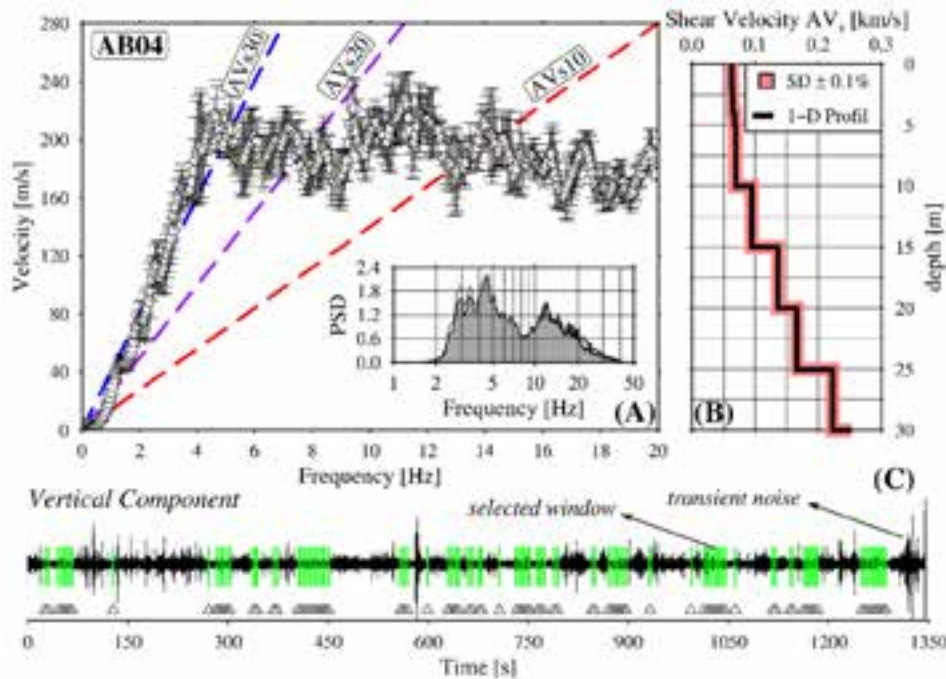 AB04
AVs30
AVs20
AVs10
Velocity [m/s]
280
240
200
160
120
80
40
0
0 2 4 6 8 10 12 14 16 18 20
Frequency [Hz]
PSD
2.4
1.8
1.2
0.6
0.0
1 2 5 10 20 50
Frequency [Hz]
(A)
Shear Velocity AVs [km/s]
0.0 0.1 0.2 0.3
SD ± 0.1%
1-D Profil
0
5
10
15
20
25
30
depth [m]
(B)
(C)
Vertical Component
selected window
transient noise
0 150 300 450 600 750 900 1050 1200 1350
Time [s]